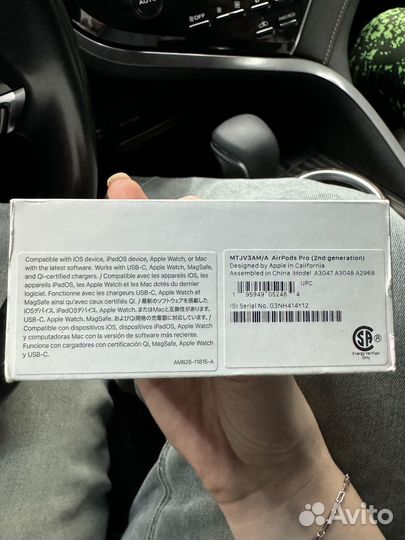 AUTO
Compatible with iOS device, iPadOS device, Apple Watch, or Mac
with the latest software. Works with USB-C, Apple Watch, MagSafe,
and Qi-certified chargers. / Compatible avec les appareils iOS,
les appareils iPadOS, les Apple Watch et les Mac dotés du dernier
logiciel. Fonctionne avec les chargeurs USB-C, Apple Watch et
MagSafe ainsi qu'avec ceux certifiés Qi. / 最新のソフトウェアを搭載した
iOSデバイス、iPadOSデバイス、Apple Watch、またはMacと互換性があります。
USB-C、Apple Watch、MagSafe、およびQi規格の充電器に対応しています。/
Compatible con dispositivos iOS, dispositivos iPadOS, Apple Watch
y computadoras Mac con la versión de software más reciente.
Funciona con cargadores con certificación Qi, MagSafe, Apple Watch
y USB-C.
AM826-11815-A
MTJV3AM/A AirPods Pro (2nd generation)
Designed by Apple in California
Assembled in China Model A3047 A3048 A2968
UPC
1 95949 05248 4
(S) Serial No. G3NH414Y12
Energy Verified
Avito